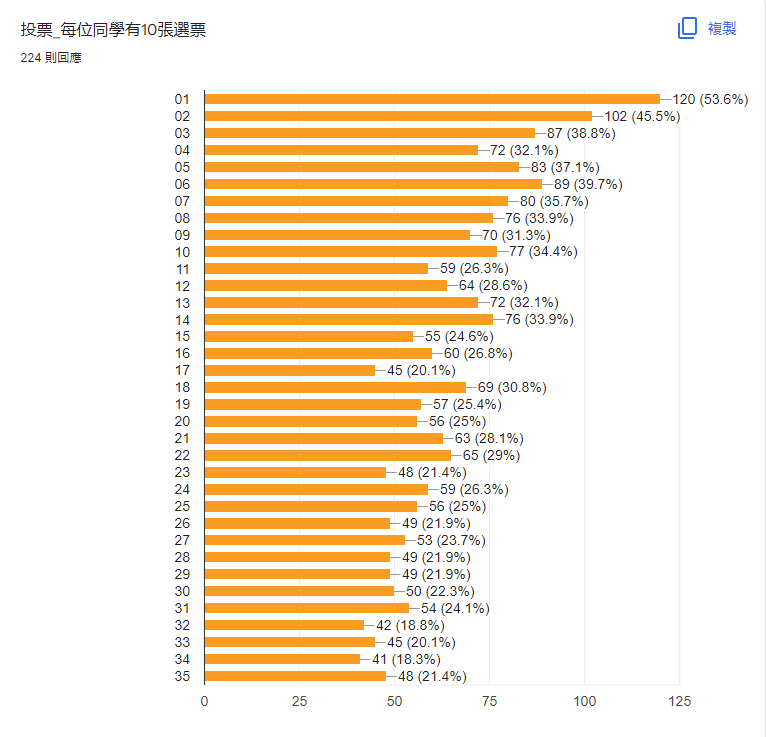 投票_每位同學有10張選票
複製
224 則回應
01 120 (53.6%)
02 102 (45.5%)
03 87 (38.8%)
04 72 (32.1%)
05 83 (37.1%)
06 89 (39.7%)
07 80 (35.7%)
08 76 (33.9%)
09 70 (31.3%)
10 77 (34.4%)
11 59 (26.3%)
12 64 (28.6%)
13 72 (32.1%)
14 76 (33.9%)
15 55 (24.6%)
16 60 (26.8%)
17 45 (20.1%)
18 69 (30.8%)
19 57 (25.4%)
20 56 (25%)
21 63 (28.1%)
22 65 (29%)
23 48 (21.4%)
24 59 (26.3%)
25 56 (25%)
26 49 (21.9%)
27 53 (23.7%)
28 49 (21.9%)
29 49 (21.9%)
30 50 (22.3%)
31 54 (24.1%)
32 42 (18.8%)
33 45 (20.1%)
34 41 (18.3%)
35 48 (21.4%)
0 25 50 75 100 125